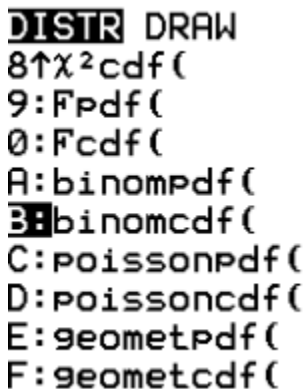 DISTR DRAW
8↑χ²cdf(
9:Fpdf(
0:Fcdf(
A:binompdf(
B:binomcdf(
C:poissonpdf(
D:poissoncdf(
E:geometpdf(
F:geometcdf(